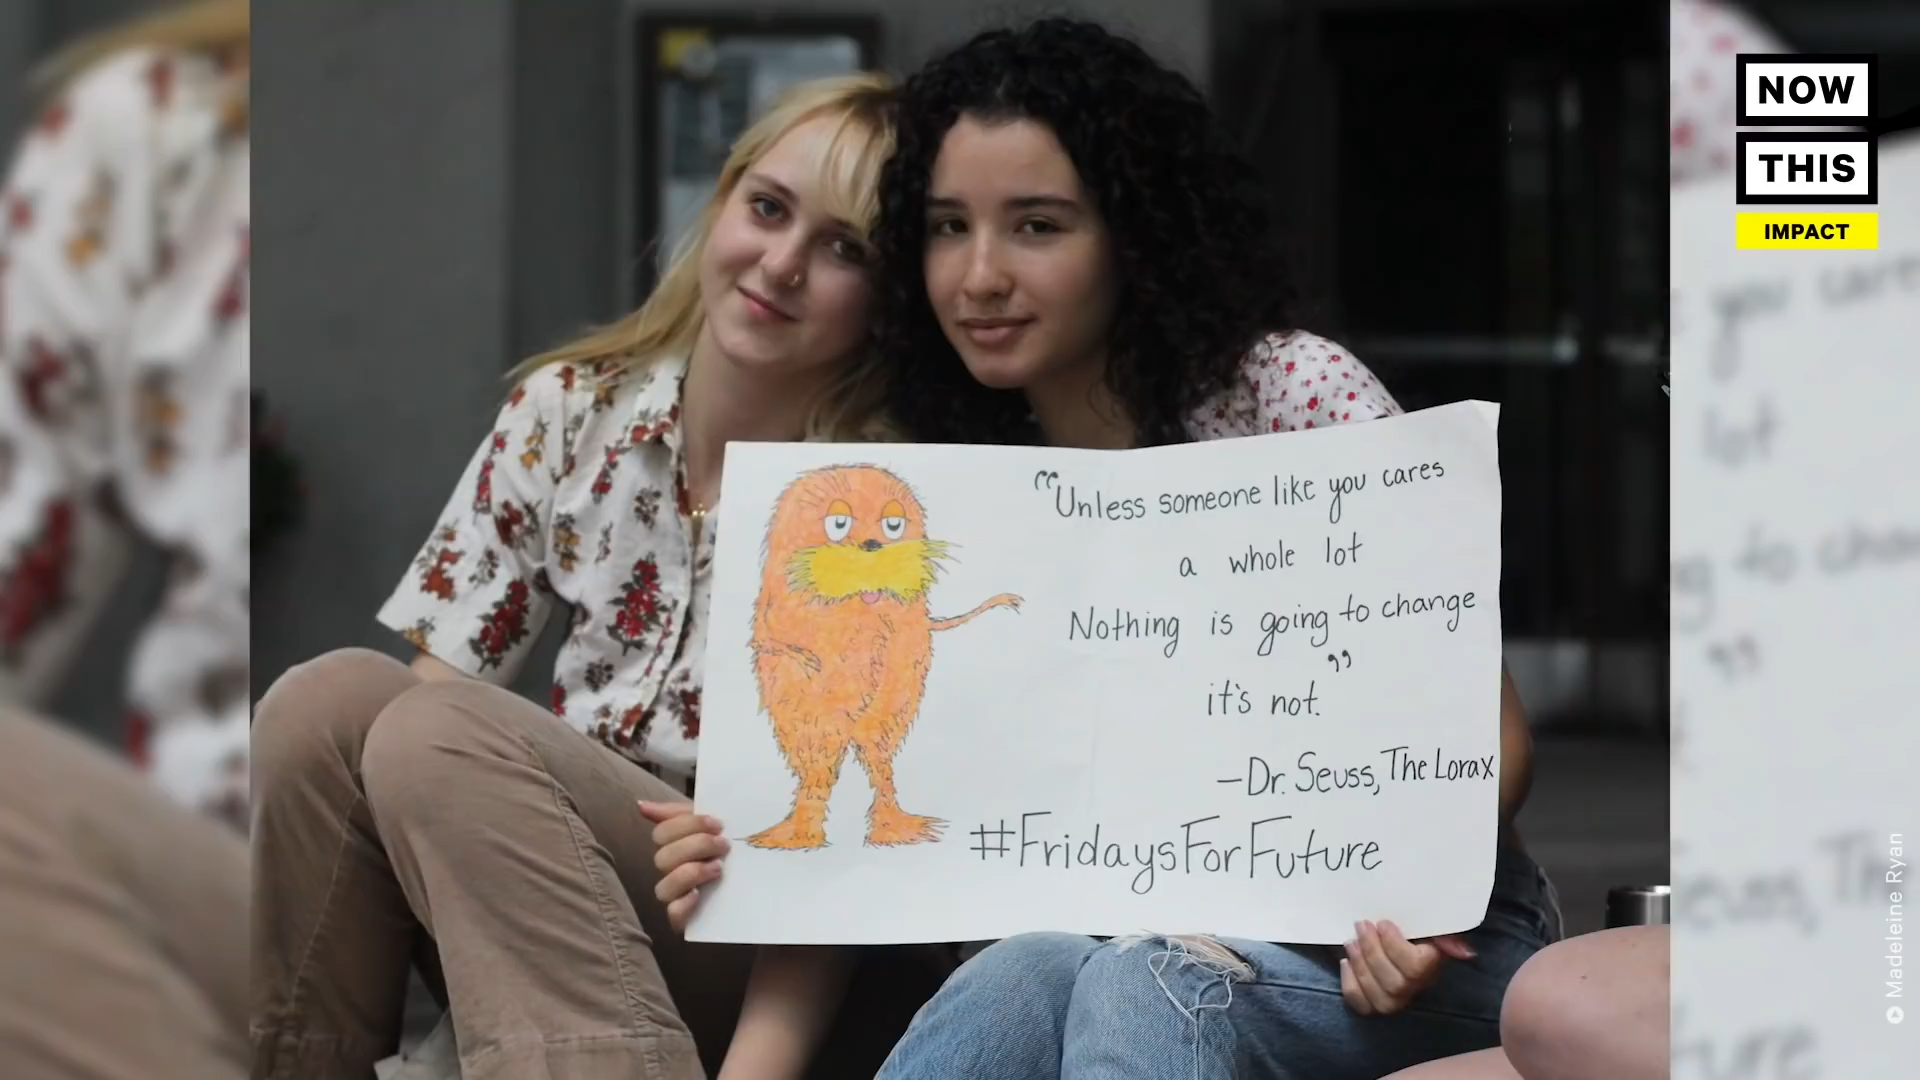 NOW
THIS
IMPACT
“Unless someone like you cares
a whole lot
Nothing is going to change
it's not.”
—Dr. Seuss, The Lorax
#FridaysForFuture
Madeleine Ryan